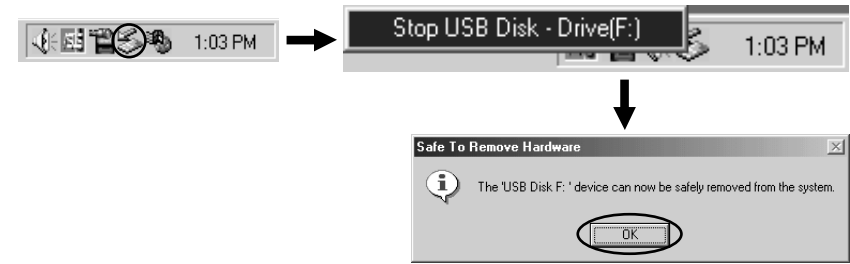 1:03 PM
Stop USB Disk - Drive(F:)
1:03 PM
Safe To Remove Hardware
The 'USB Disk F: ' device can now be safely removed from the system.
OK